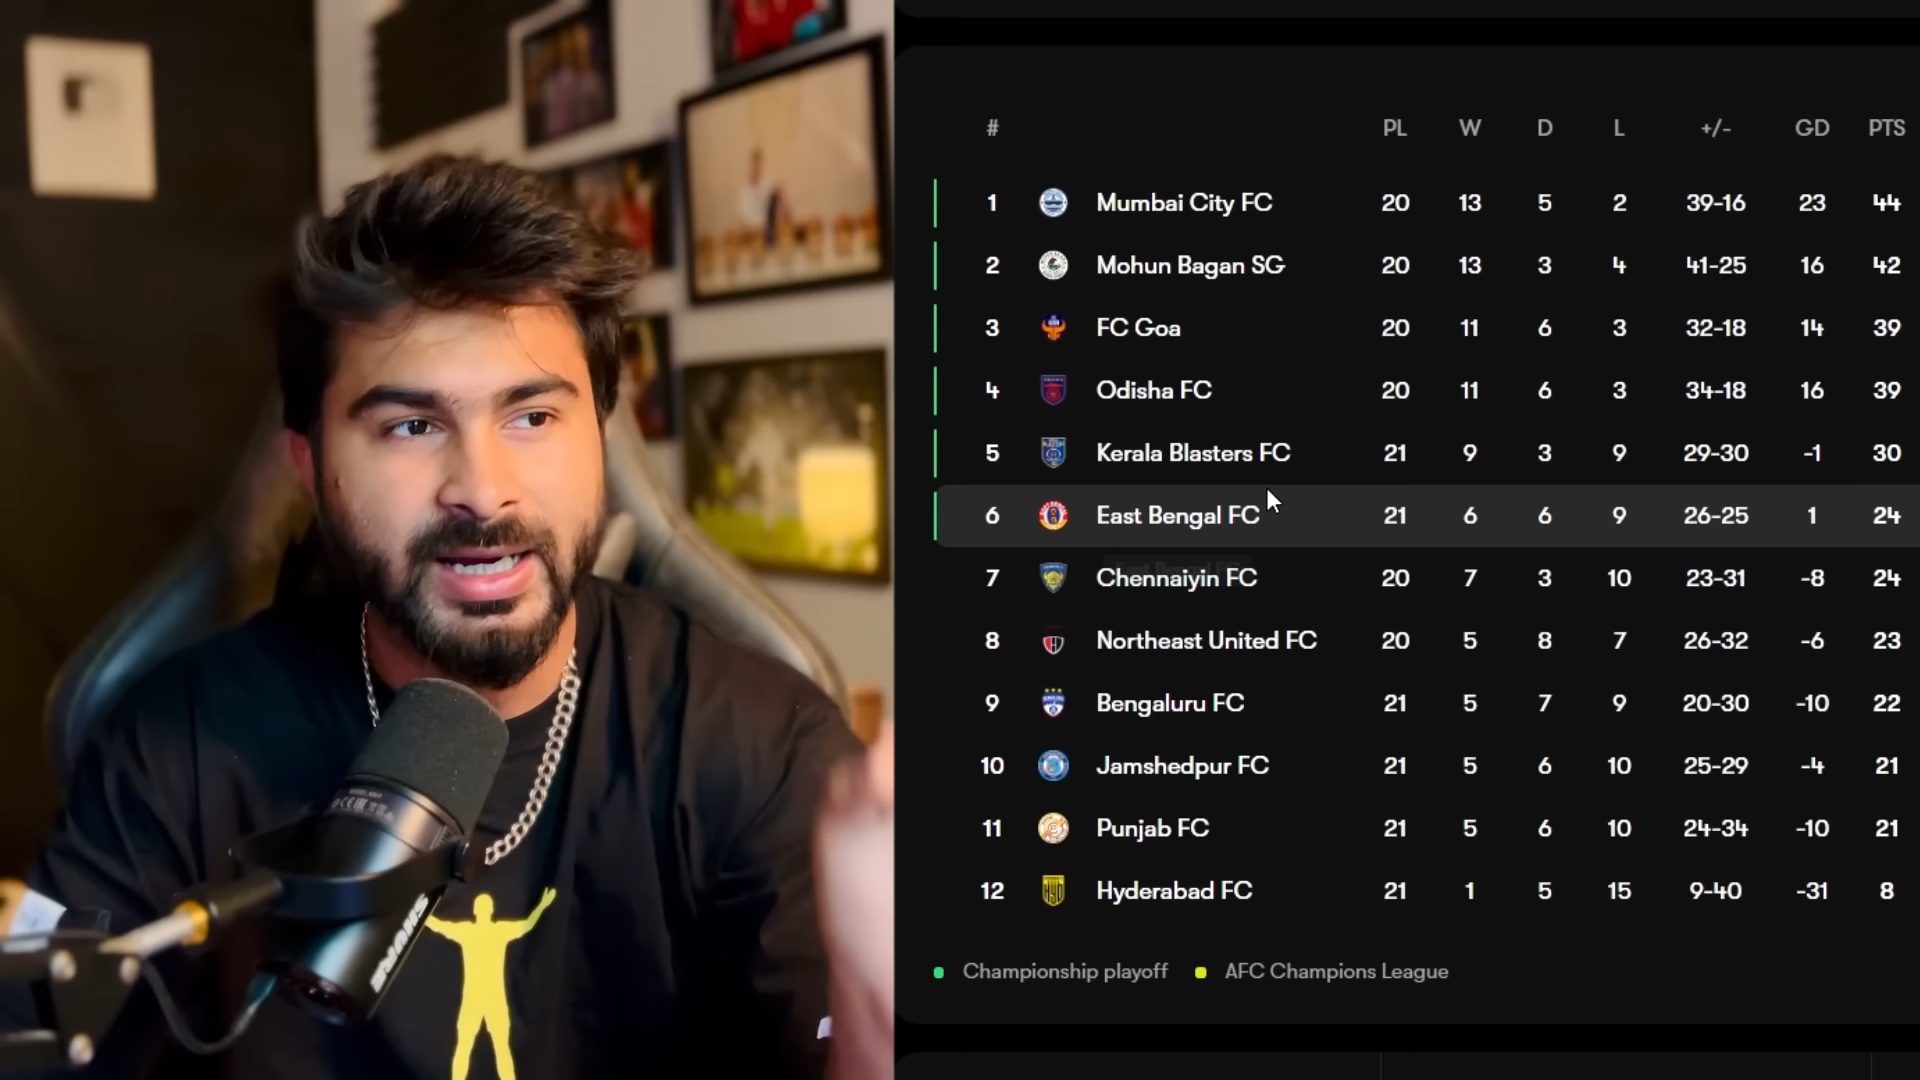 # PL W D L +/- GD PTS
1 Mumbai City FC 20 13 5 2 39-16 23 44
2 Mohun Bagan SG 20 13 3 4 41-25 16 42
3 FC Goa 20 11 6 3 32-18 14 39
4 Odisha FC 20 11 6 3 34-18 16 39
5 Kerala Blasters FC 21 9 3 9 29-30 -1 30
6 East Bengal FC 21 6 6 9 26-25 1 24
7 Chennaiyin FC 20 7 3 10 23-31 -8 24
8 Northeast United FC 20 5 8 7 26-32 -6 23
9 Bengaluru FC 21 5 7 9 20-30 -10 22
10 Jamshedpur FC 21 5 6 10 25-29 -4 21
11 Punjab FC 21 5 6 10 24-34 -10 21
12 Hyderabad FC 21 1 5 15 9-40 -31 8
Championship playoff AFC Champions League
SHURE